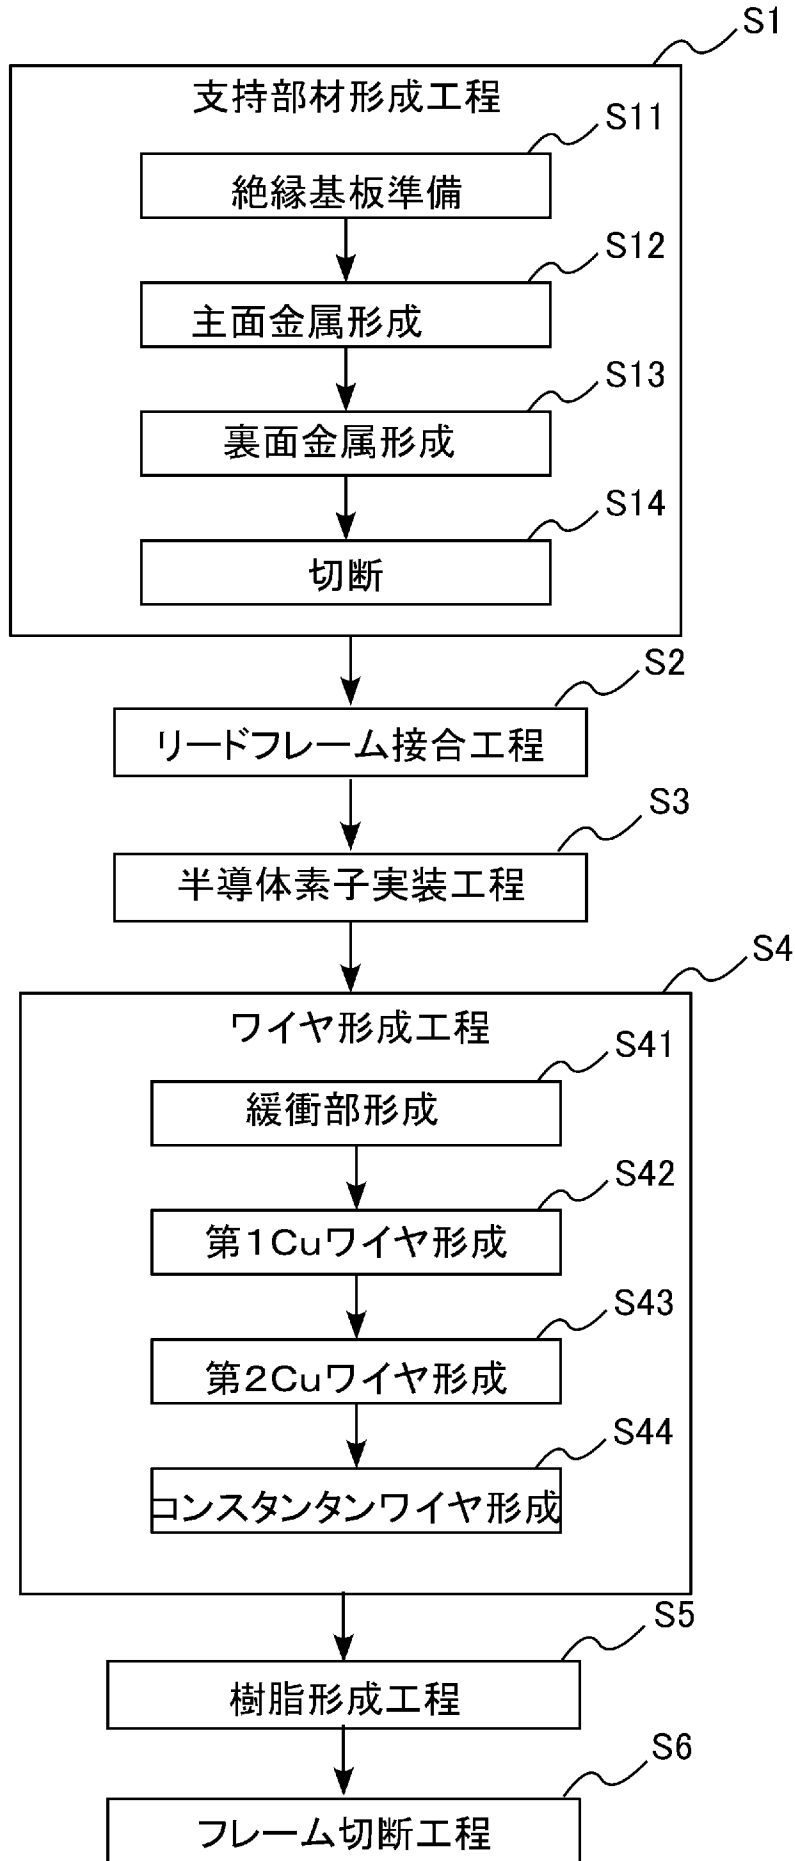 S1
支持部材形成工程
S11
絶縁基板準備
S12
主面金属形成
S13
裏面金属形成
S14
切断
S2
リードフレーム接合工程
S3
半導体素子実装工程
S4
ワイヤ形成工程
S41
緩衝部形成
S42
第1Cuワイヤ形成
S43
第2Cuワイヤ形成
S44
コンスタンタンワイヤ形成
S5
樹脂形成工程
S6
フレーム切断工程